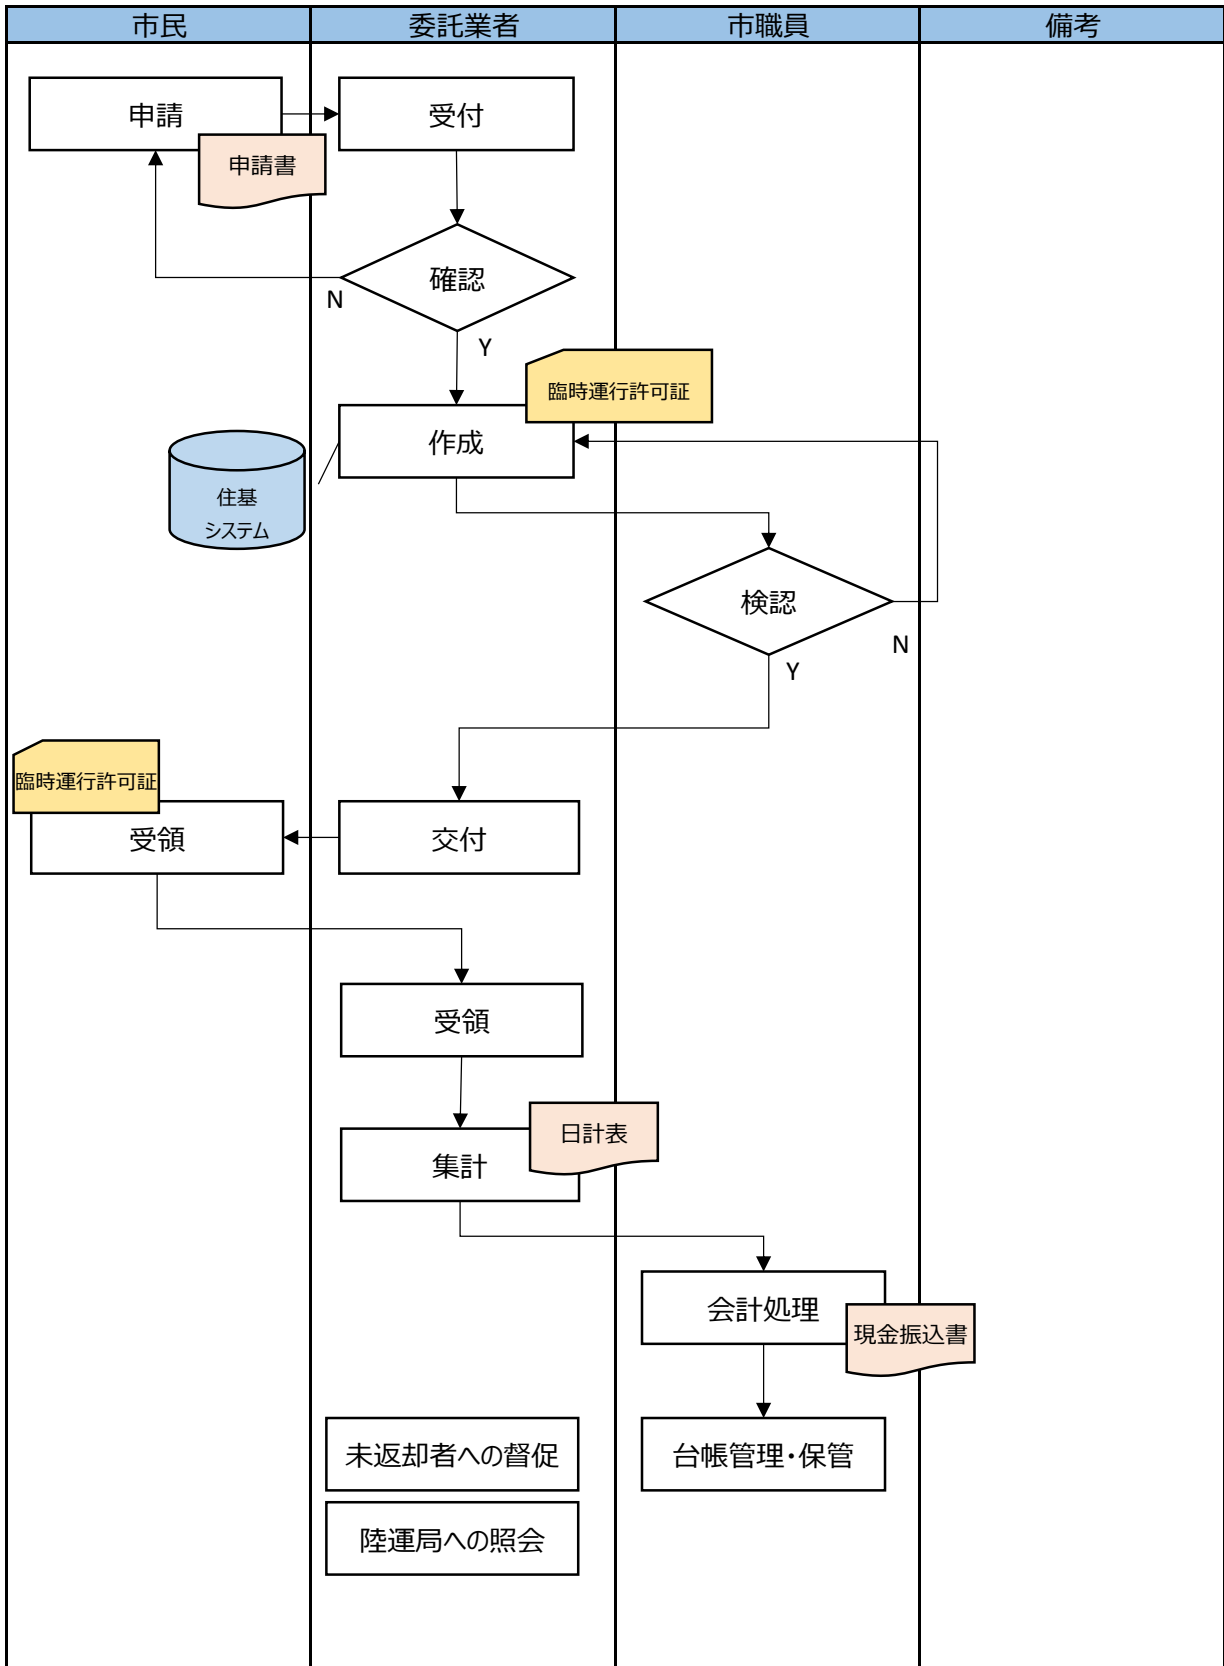 市民
委託業者
市職員
備考
申請
受付
申請書
確認
N
Y
臨時運行許可証
作成
住基
システム
検認
N
Y
臨時運行許可証
受領
交付
受領
日計表
集計
会計処理
現金振込書
未返却者への督促
台帳管理・保管
陸運局への照会